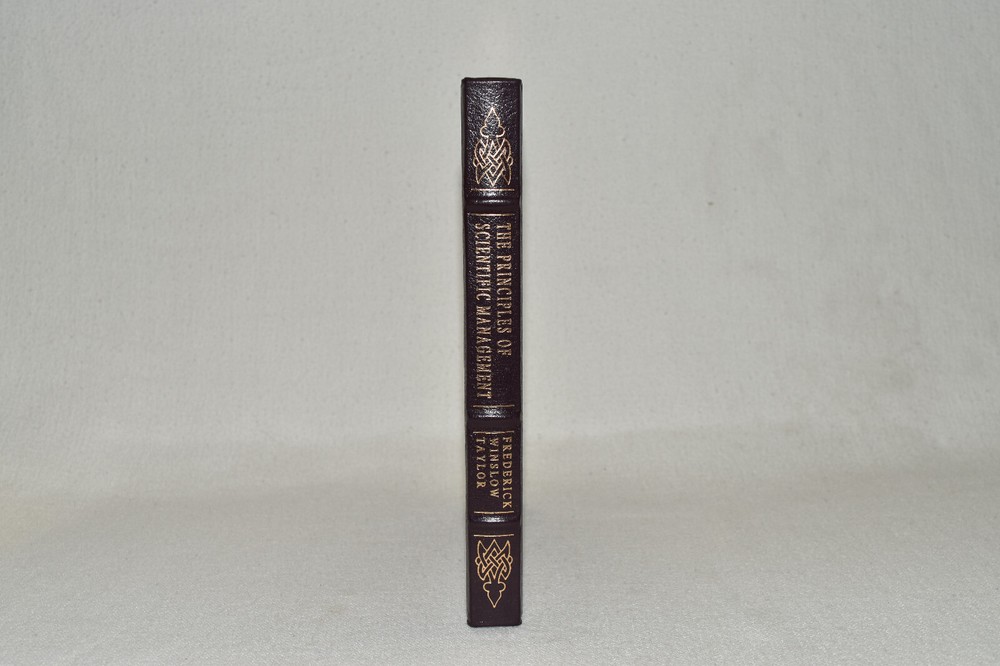 THE PRINCIPLES OF
SCIENTIFIC MANAGEMENT
FREDERICK
WINSLOW
TAYLOR